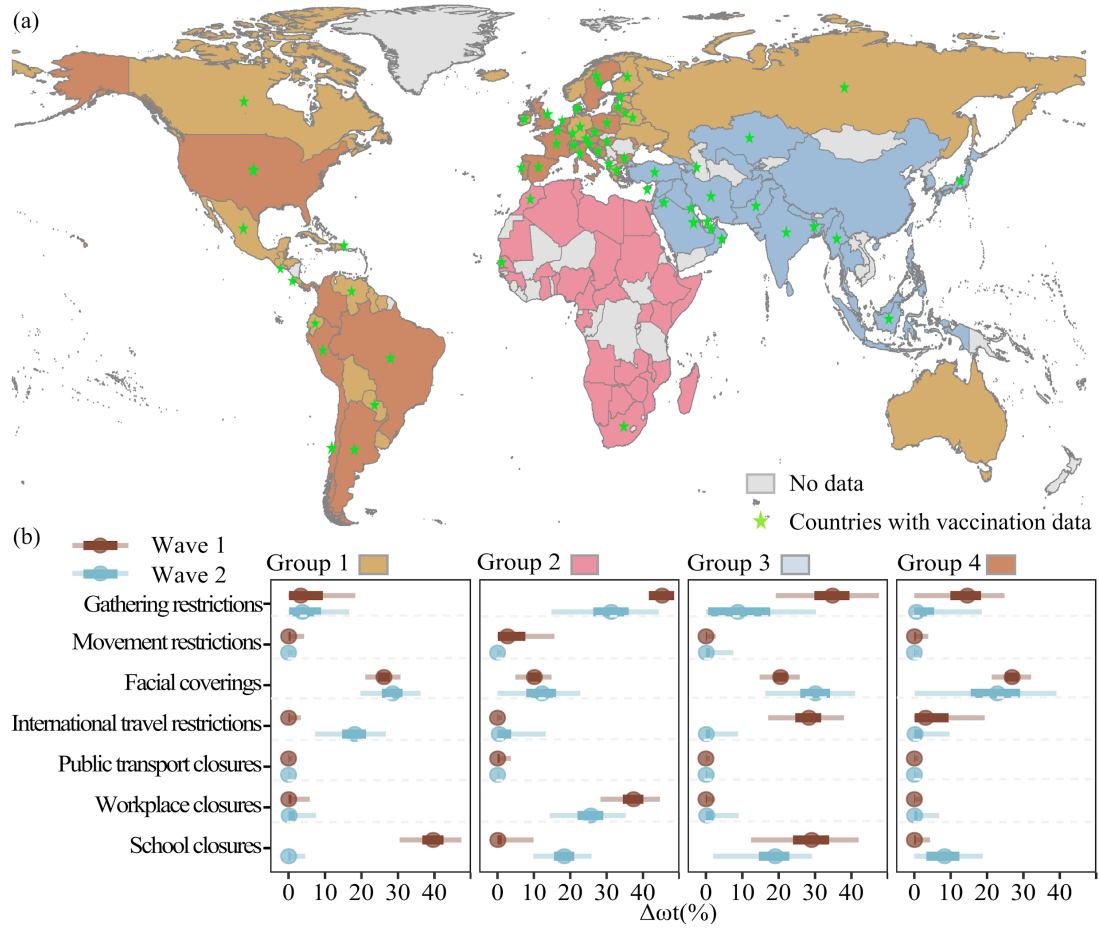 (a)
No data
Countries with vaccination data
(b)
Wave 1
Wave 2
Group 1
Group 2
Group 3
Group 4
Gathering restrictions
Movement restrictions
Facial coverings
International travel restrictions
Public transport closures
Workplace closures
School closures
0 10 20 30 40
0 10 20 30 40
0 10 20 30 40
0 10 20 30 40
Δωt(%)